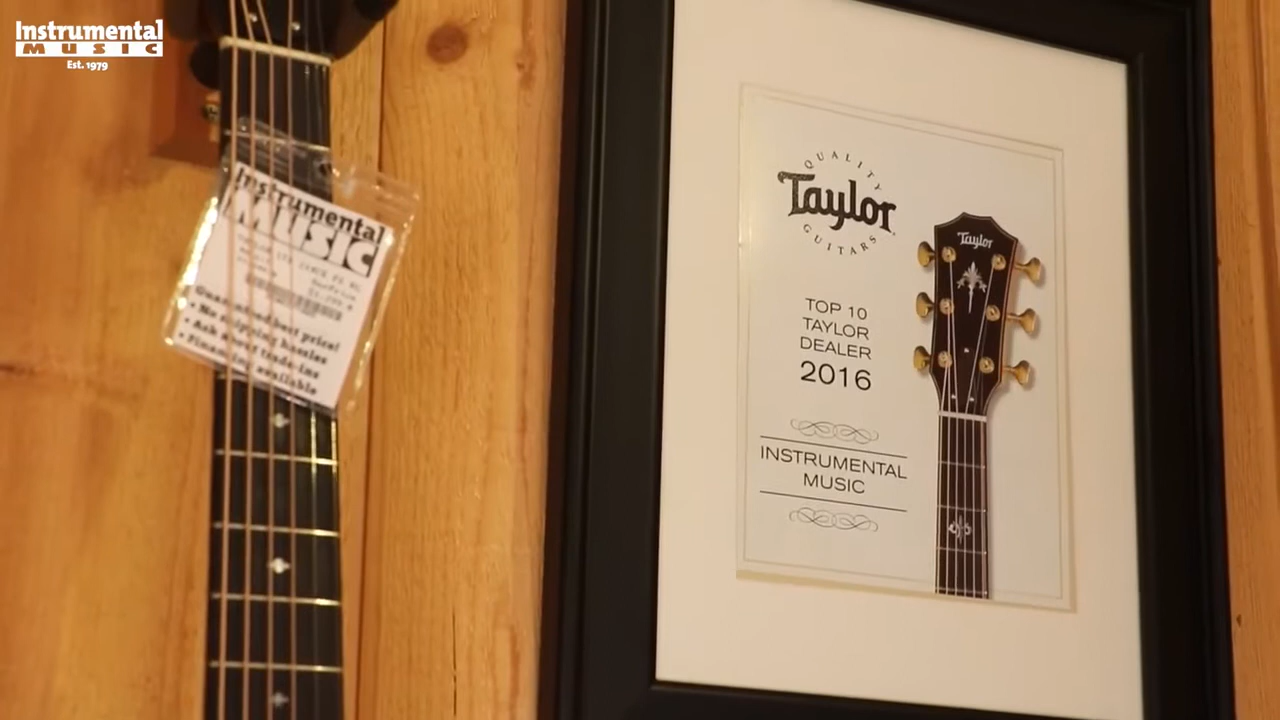 Instrumental
MUSIC
Est. 1979
Instrumental
MUSIC
Guaranteed best price!
• No shipping hassles
• Ask about trade-ins
• Financing available
QUALITY
Taylor
GUITARS
Taylor
TOP 10
TAYLOR
DEALER
2016
INSTRUMENTAL
MUSIC